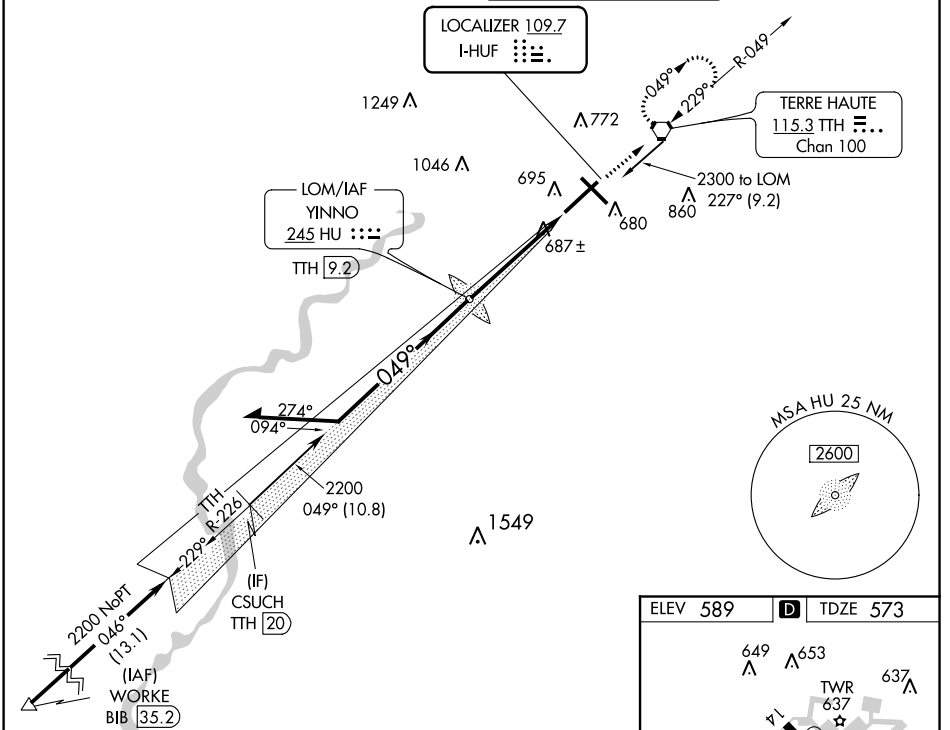 LOCALIZER 109.7
I-HUF
R-049
049°
229°
1249
772
TERRE HAUTE
115.3 TTH
Chan 100
1046
695
2300 to LOM
227° (9.2)
860
680
687 ±
LOM/IAF
YINNO
245 HU
TTH 9.2
049°
274°
094°
MSA HU 25 NM
2600
2200
049° (10.8)
TTH
R-226
229°
1549
(IF)
CSUCH
TTH 20
2200 NoPT
046°
(13.1)
(IAF)
WORKE
BIB 35.2
ELEV 589 D TDZE 573
649
653
637
TWR
637
14